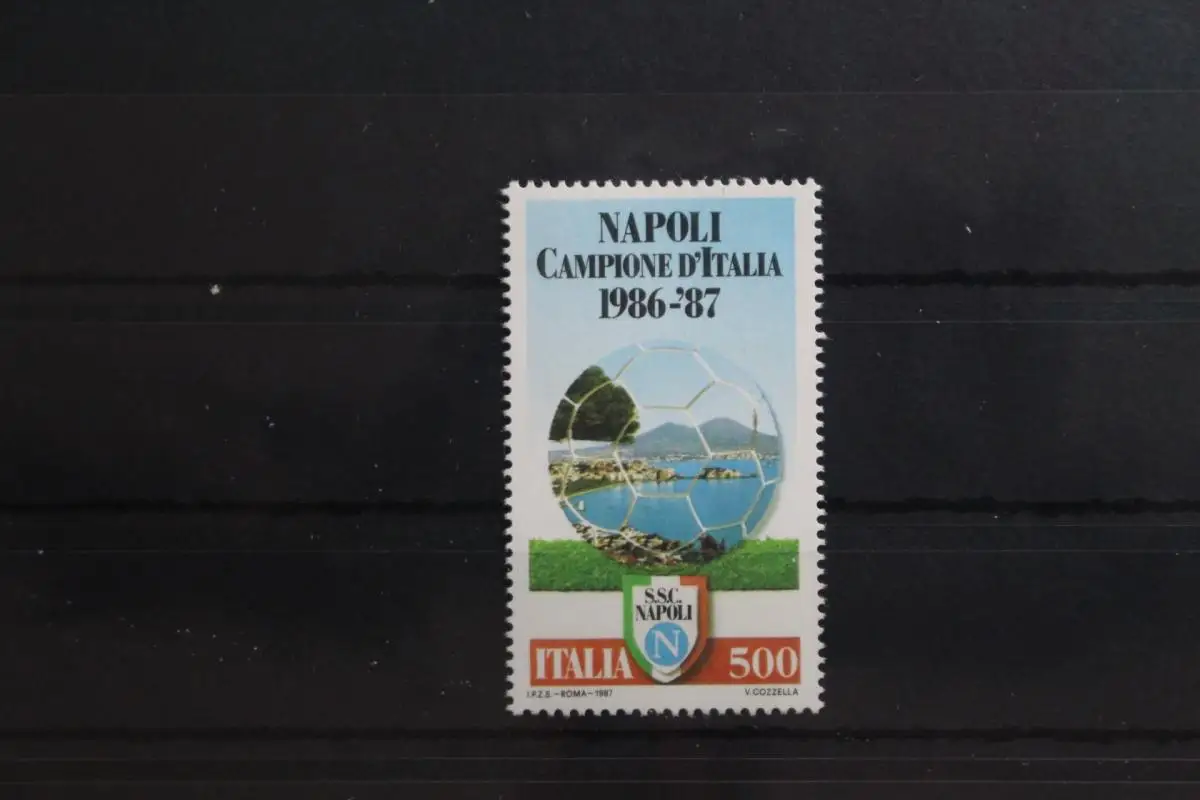 NAPOLI
CAMPIONE D'ITALIA
1986-'87
S.S.C.
NAPOLI
N
ITALIA 500
I.P.Z.S.-ROMA-1987 V. COZZELLA